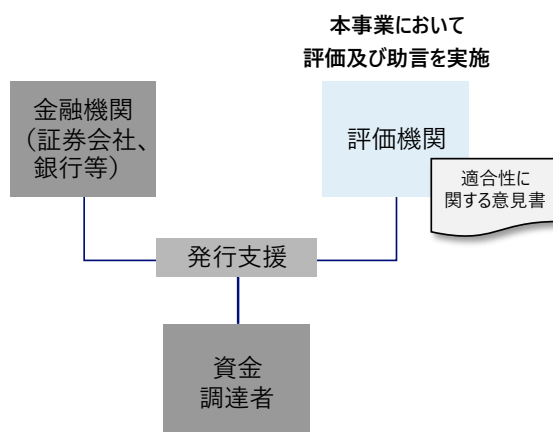 本事業において
評価及び助言を実施
金融機関
（証券会社、
銀行等）
評価機関
適合性に
関する意見書
発行支援
資金
調達者